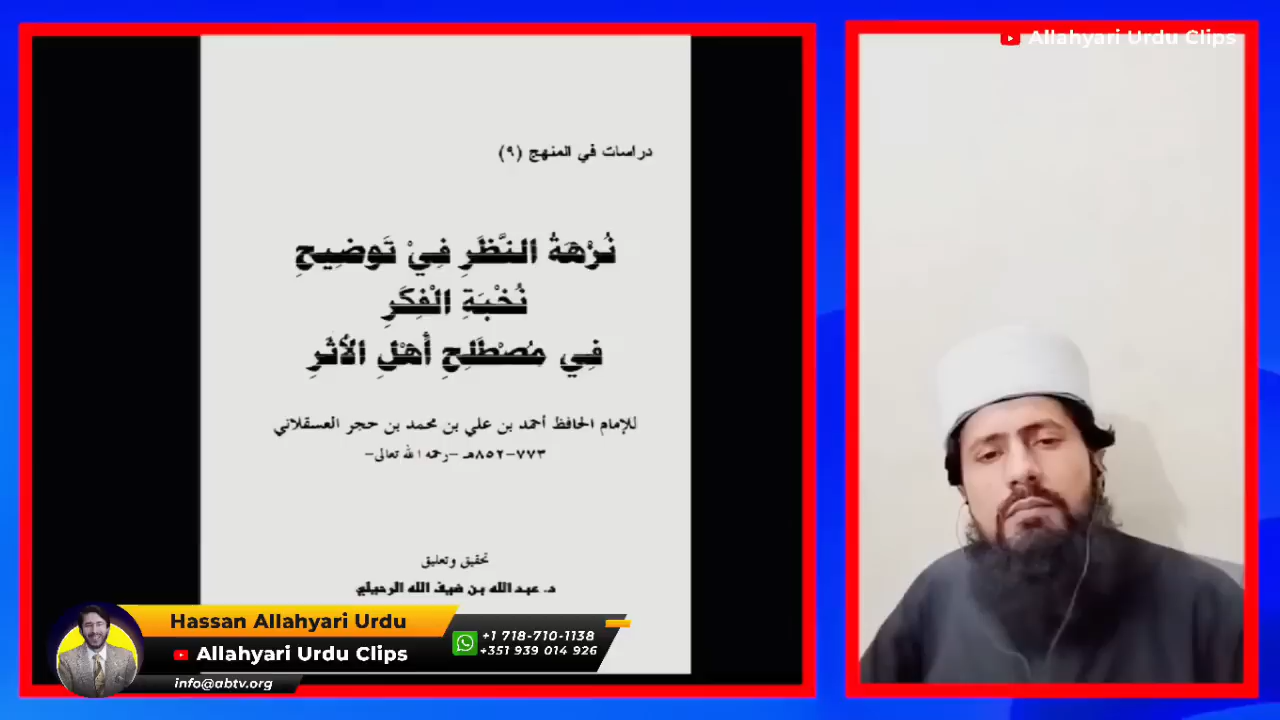 Allahyari Urdu Clips
دراسات في المنهج (٩)
نُزْهَةُ النَّظَرِ فِيْ تَوضِيحِ
نُخْبَةِ الْفِكَرِ
فِي مُصْطَلَحِ أَهْلِ الأَثَرِ
للإمام الحافظ أحمد بن علي بن محمد بن حجر العسقلاني
٧٧٣-٨٥٢هـ -رحمه الله تعالى-
تحقيق وتعليق
د. عبد الله بن ضيف الله الرحيلي
Hassan Allahyari Urdu
Allahyari Urdu Clips
info@abtv.org
+1 718-710-1138
+351 939 014 926